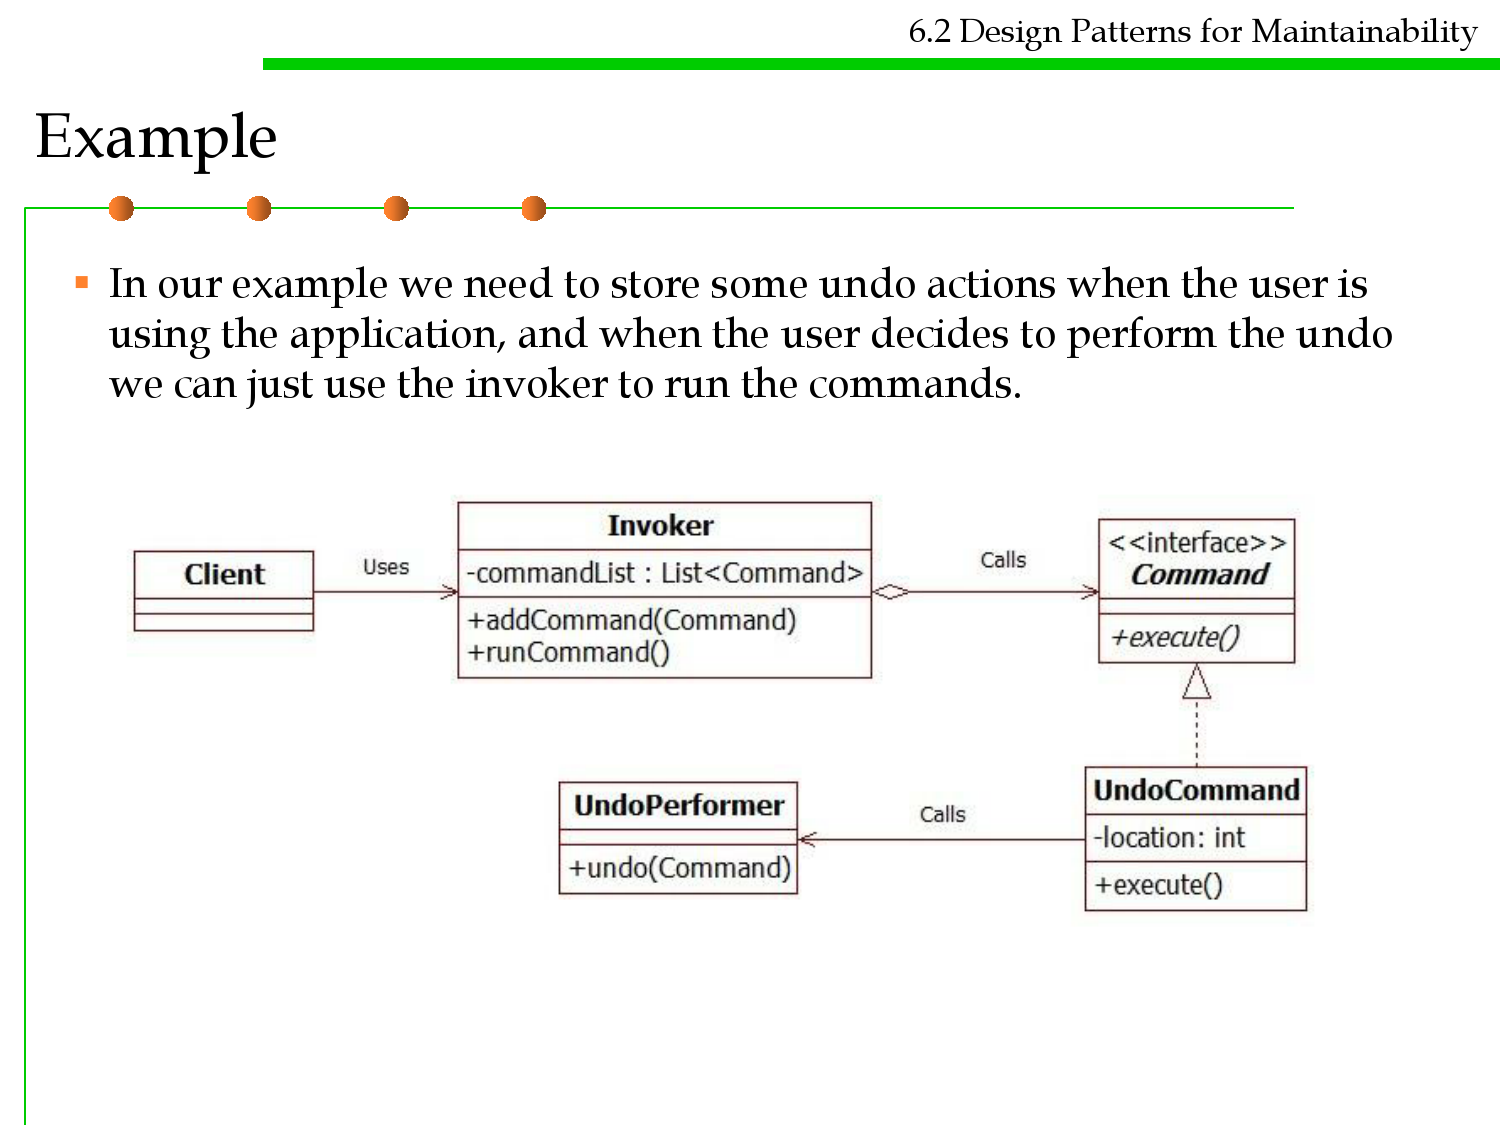 6.2 Design Patterns for Maintainability
Example
In our example we need to store some undo actions when the user is
using the application, and when the user decides to perform the undo
we can just use the invoker to run the commands.
Client
Uses
Invoker
-commandList : List<Command>
+addCommand(Command)
+runCommand()
Calls
<<interface>>
Command
+execute()
UndoPerformer
+undo(Command)
Calls
UndoCommand
-location: int
+execute()